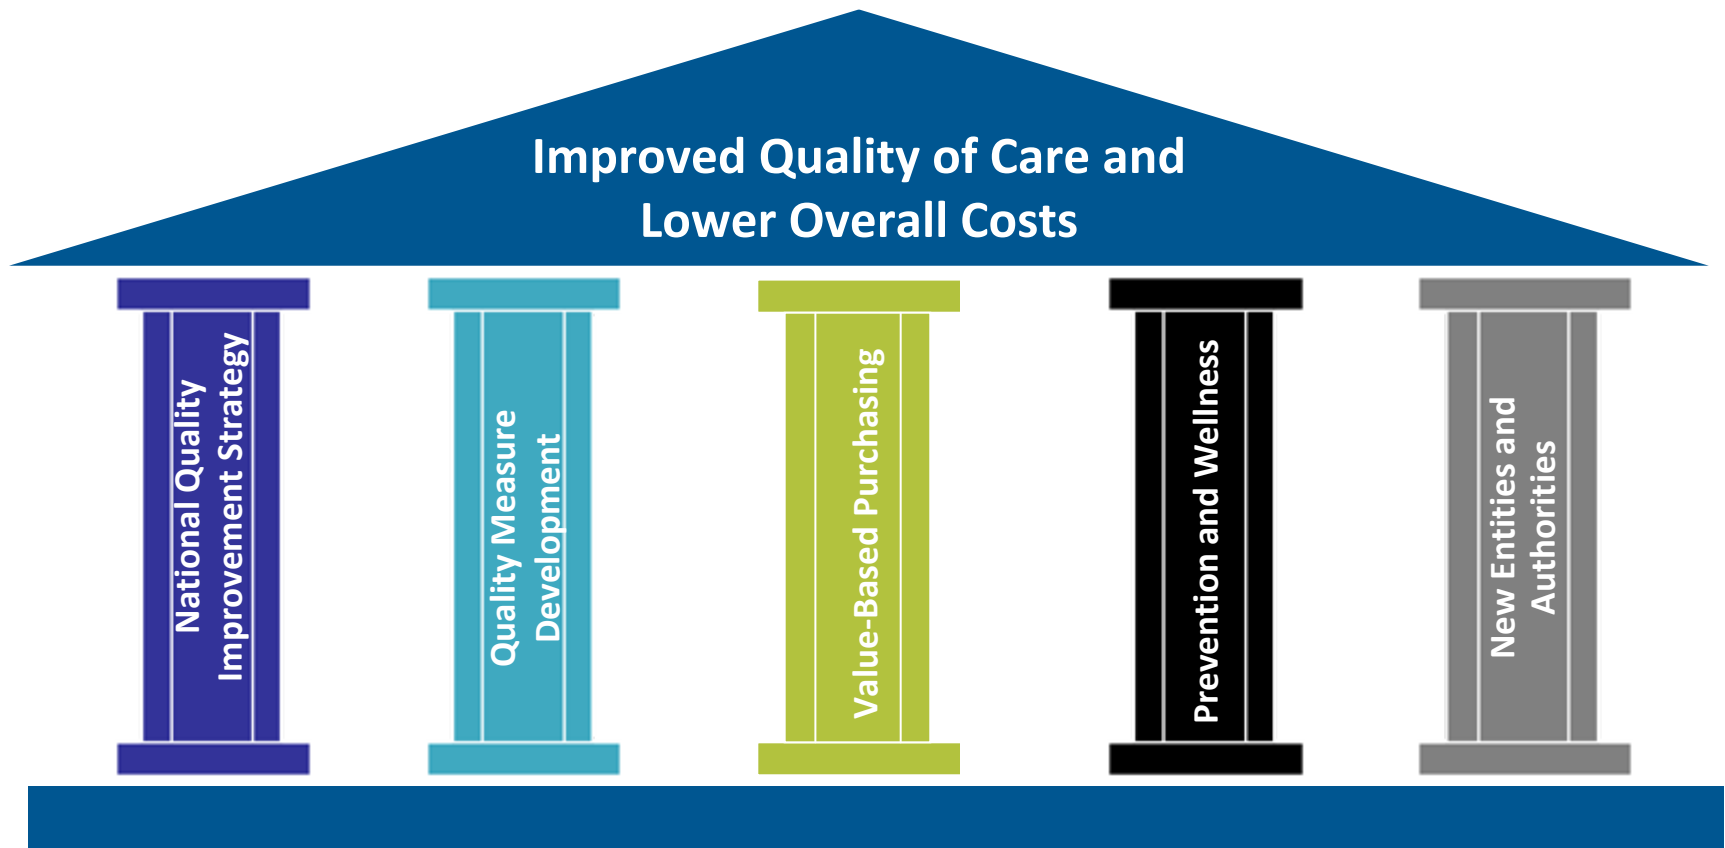 Improved Quality of Care and
Lower Overall Costs
National Quality
Improvement Strategy
Quality Measure
Development
Value-Based Purchasing
Prevention and Wellness
New Entities and
Authorities